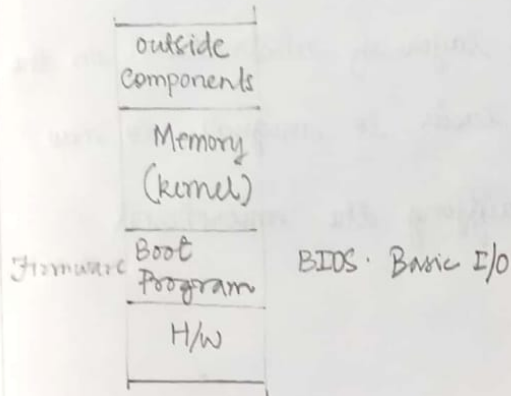 outside
Components
Memory
(kernel)
Firmware Boot Program BIOS. Basic I/O
H/W